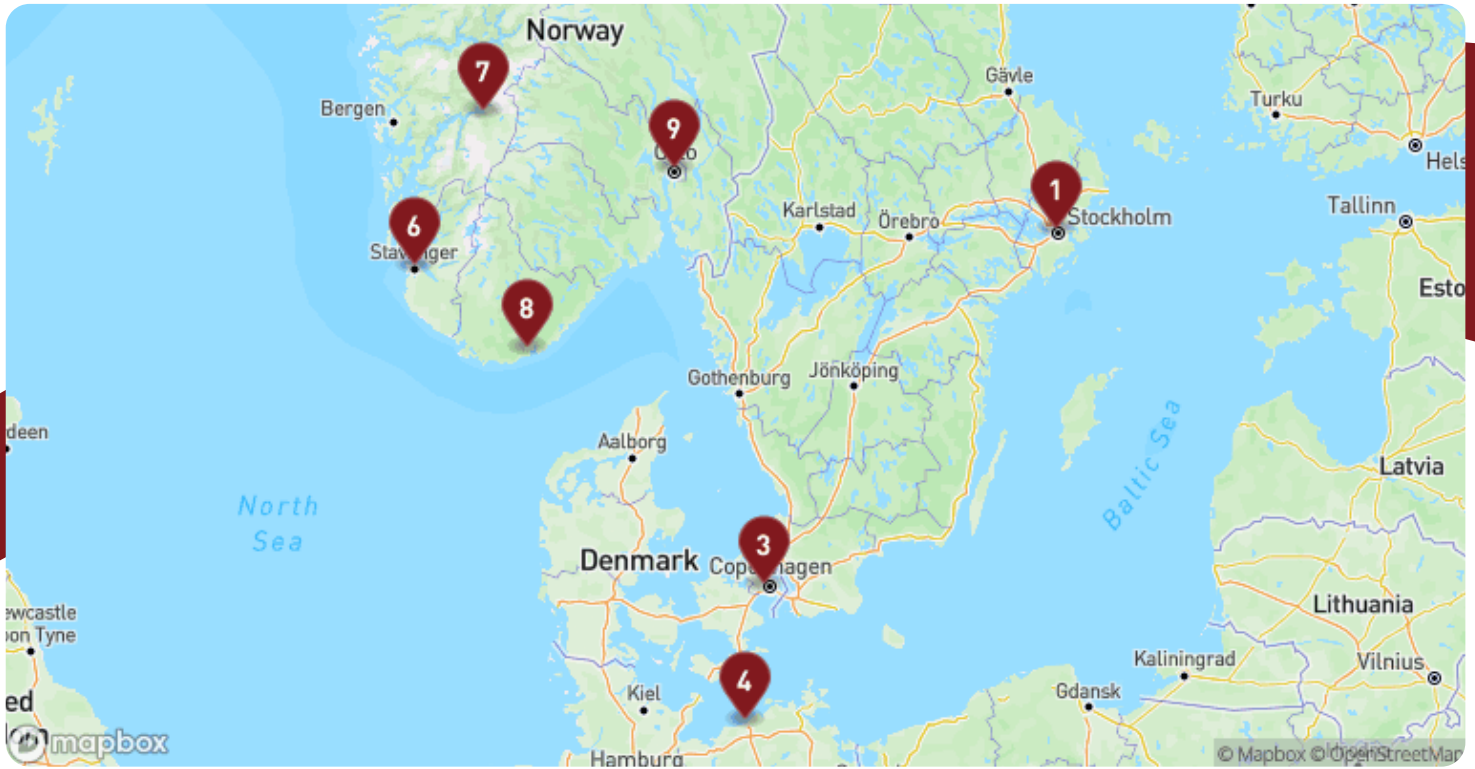 Norway
7
Gävle
Bergen
Turku
9
Hels
1
Karlstad
Örebro
Stockholm
Tallinn
6
Esto
8
Gothenburg
Jönköping
deen
Aalborg
Latvia
North
Sea
Baltic Sea
3
Denmark
Copenhagen
Lithuania
ewcastle
pon Tyne
Kaliningrad
Vilnius
4
Kiel
Gdansk
ed
mapbox
Hamburg
© Mapbox © OpenStreetMap